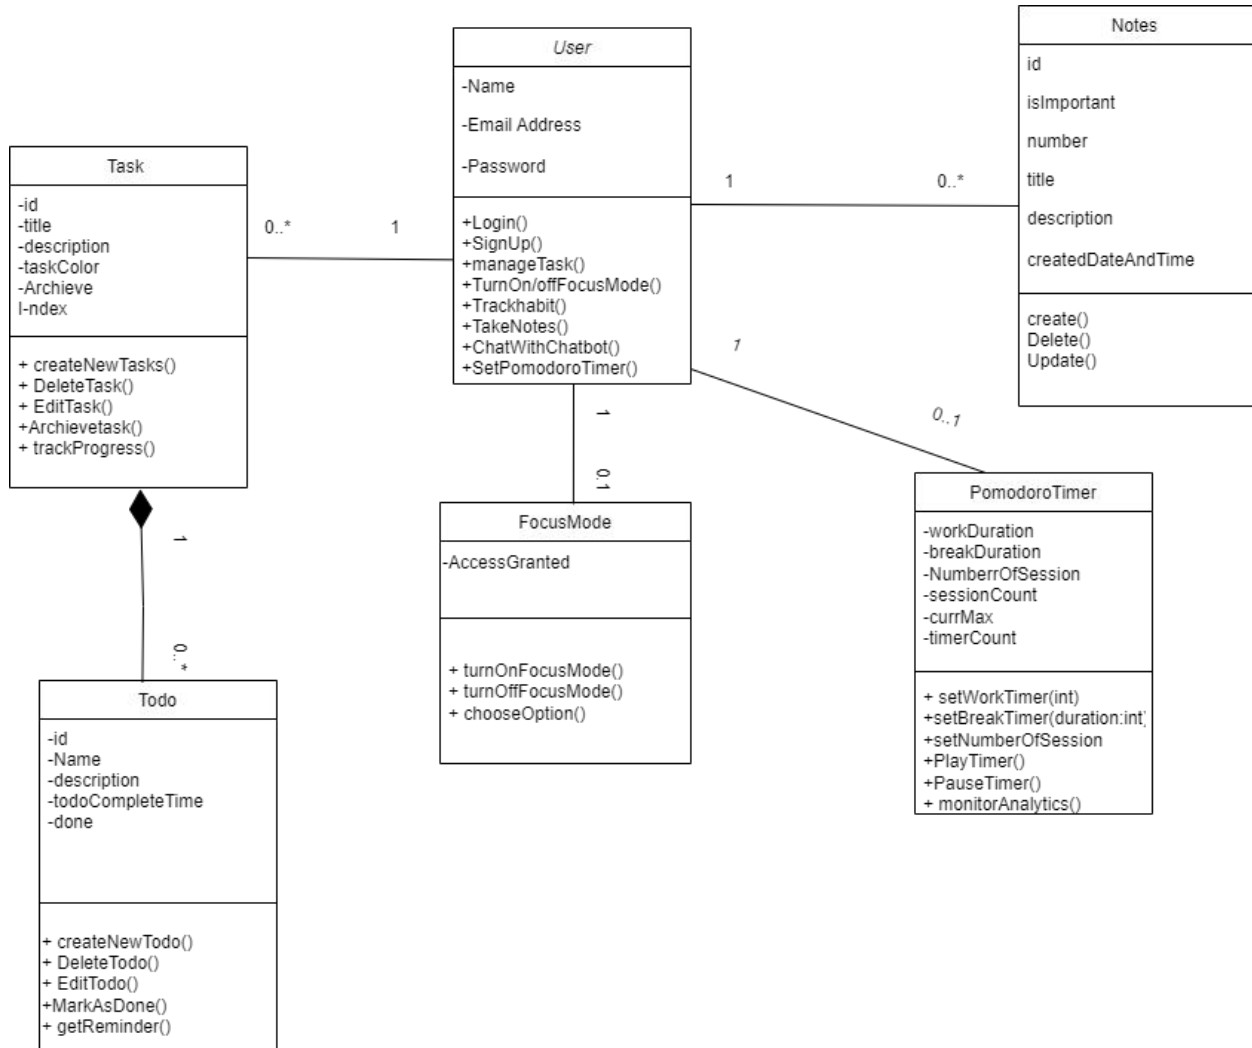 User
-Name
-Email Address
-Password
+Login()
+SignUp()
+manageTask()
+TurnOn/offFocusMode()
+Trackhabit()
+TakeNotes()
+ChatWithChatbot()
+SetPomodoroTimer()
Notes
id
isImportant
number
title
description
createdDateAndTime
create()
Delete()
Update()
Task
-id
-title
-description
-taskColor
-Archieve
I-ndex
+ createNewTasks()
+ DeleteTask()
+ EditTask()
+Archievetask()
+ trackProgress()
0..*
1
1
0..*
1
0..1
1
0.1
1
0..*
FocusMode
-AccessGranted
+ turnOnFocusMode()
+ turnOffFocusMode()
+ chooseOption()
PomodoroTimer
-workDuration
-breakDuration
-NumberrOfSession
-sessionCount
-currMax
-timerCount
+ setWorkTimer(int)
+setBreakTimer(duration:int)
+setNumberOfSession
+PlayTimer()
+PauseTimer()
+ monitorAnalytics()
Todo
-id
-Name
-description
-todoCompleteTime
-done
+ createNewTodo()
+ DeleteTodo()
+ EditTodo()
+MarkAsDone()
+ getReminder()